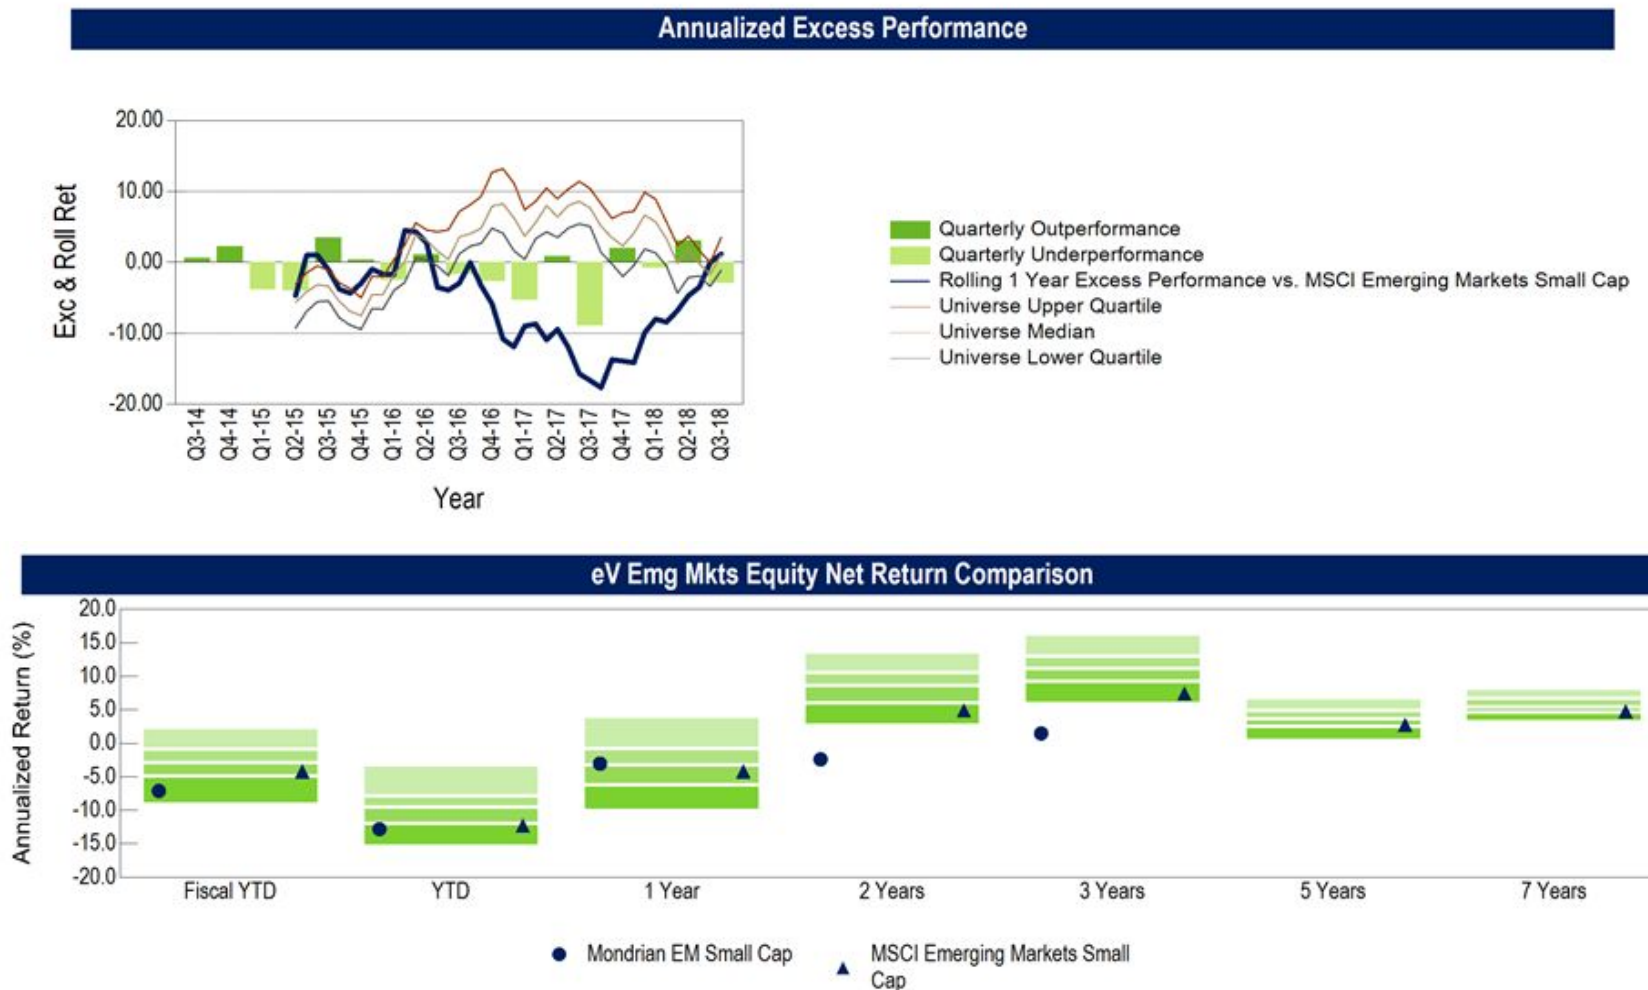 Annualized Excess Performance
20.00
10.00
0.00
-10.00
-20.00
Exc & Roll Ret
Q3-14
Q4-14
Q1-15
Q2-15
Q3-15
Q4-15
Q1-16
Q2-16
Q3-16
Q4-16
Q1-17
Q2-17
Q3-17
Q4-17
Q1-18
Q2-18
Q3-18
Year
Quarterly Outperformance
Quarterly Underperformance
Rolling 1 Year Excess Performance vs. MSCI Emerging Markets Small Cap
Universe Upper Quartile
Universe Median
Universe Lower Quartile
eV Emg Mkts Equity Net Return Comparison
Annualized Return (%)
20.0
15.0
10.0
5.0
0.0
-5.0
-10.0
-15.0
-20.0
Fiscal YTD
YTD
1 Year
2 Years
3 Years
5 Years
7 Years
Mondrian EM Small Cap
MSCI Emerging Markets Small
Cap